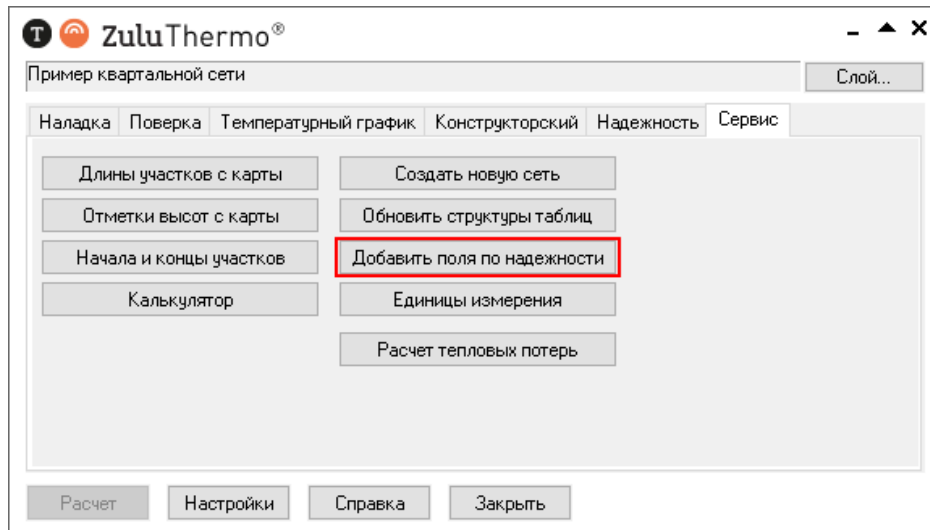 T ZuluThermo®
Пример квартальной сети Слой...
Наладка Поверка Температурный график Конструкторский Надежность Сервис
Длины участков с карты Создать новую сеть
Отметки высот с карты Обновить структуры таблиц
Начала и концы участков Добавить поля по надежности
Калькулятор Единицы измерения
Расчет тепловых потерь
Расчет Настройки Справка Закрыть